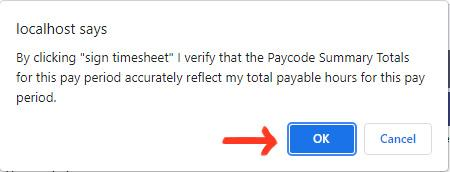 localhost says
By clicking "sign timesheet" I verify that the Paycode Summary Totals
for this pay period accurately reflect my total payable hours for this pay
period.
OK Cancel